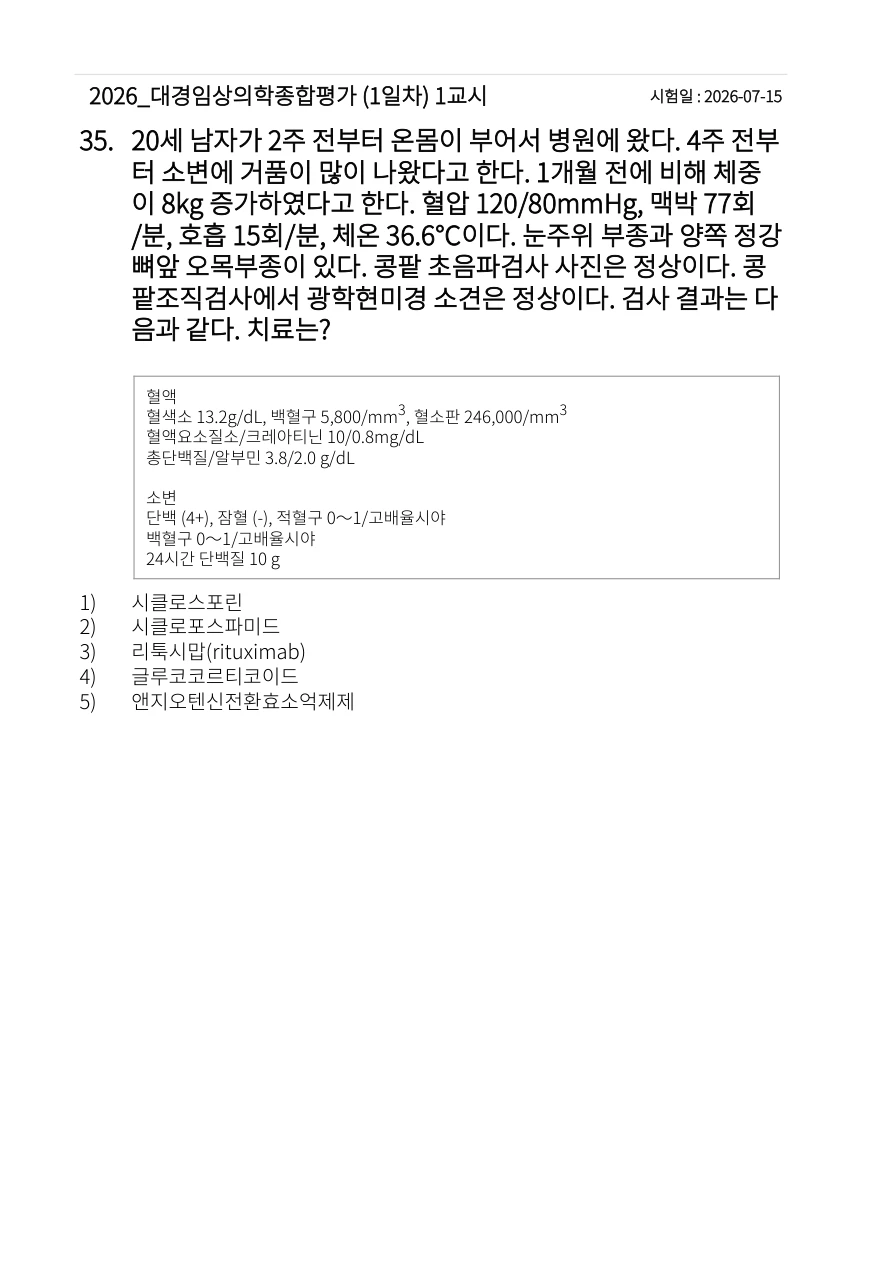 2026_대경임상의학종합평가 (1일차) 1교시
시험일 : 2026-07-15
35. 20세 남자가 2주 전부터 온몸이 부어서 병원에 왔다. 4주 전부
터 소변에 거품이 많이 나왔다고 한다. 1개월 전에 비해 체중
이 8kg 증가하였다고 한다. 혈압 120/80mmHg, 맥박 77회
/분, 호흡 15회/분, 체온 36.6℃이다. 눈주위 부종과 양쪽 정강
뼈앞 오목부종이 있다. 콩팥 초음파검사 사진은 정상이다. 콩
팥조직검사에서 광학현미경 소견은 정상이다. 검사 결과는 다
음과 같다. 치료는?
혈액
혈색소 13.2g/dL, 백혈구 5,800/mm³, 혈소판 246,000/mm³
혈액요소질소/크레아티닌 10/0.8mg/dL
총단백질/알부민 3.8/2.0 g/dL
소변
단백 (4+), 잠혈 (-), 적혈구 0～1/고배율시야
백혈구 0～1/고배율시야
24시간 단백질 10 g
1) 시클로스포린
2) 시클로포스파미드
3) 리툭시맙(rituximab)
4) 글루코코르티코이드
5) 앤지오텐신전환효소억제제